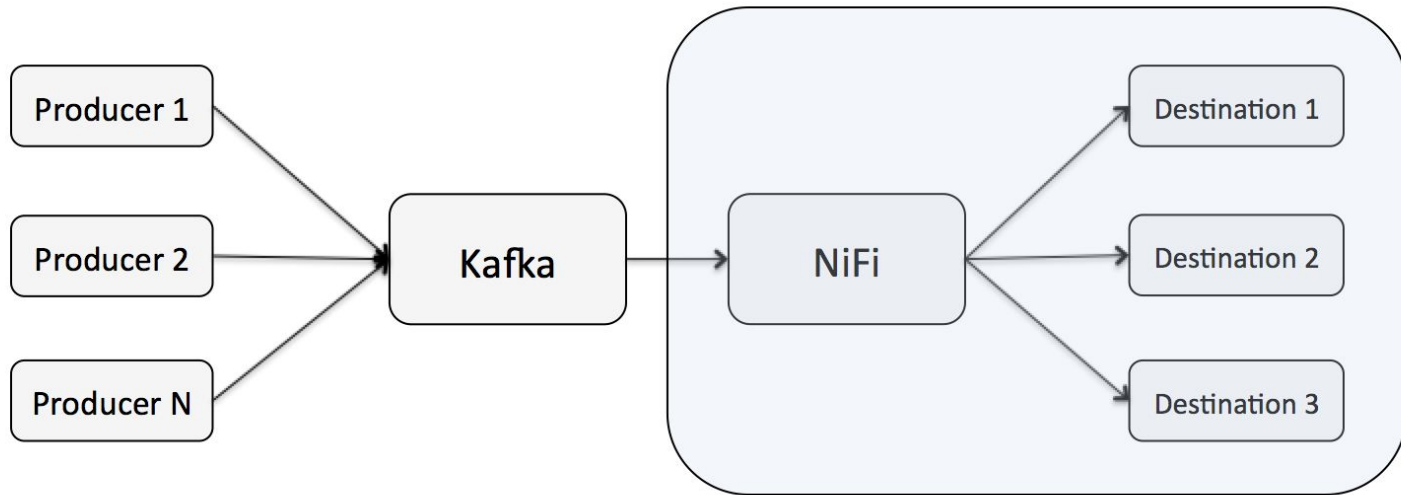 Producer 1
Producer 2
Producer N
Kafka
NiFi
Destination 1
Destination 2
Destination 3